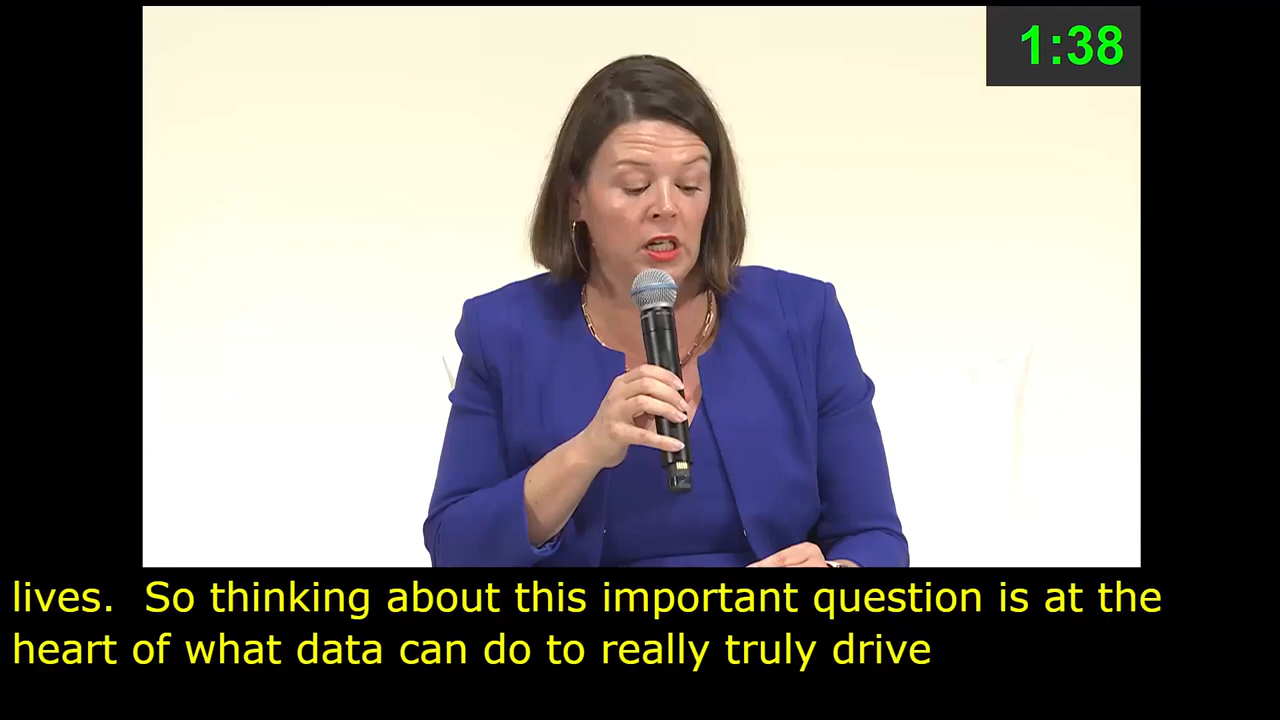 1:38
lives.  So thinking about this important question is at the
heart of what data can do to really truly drive